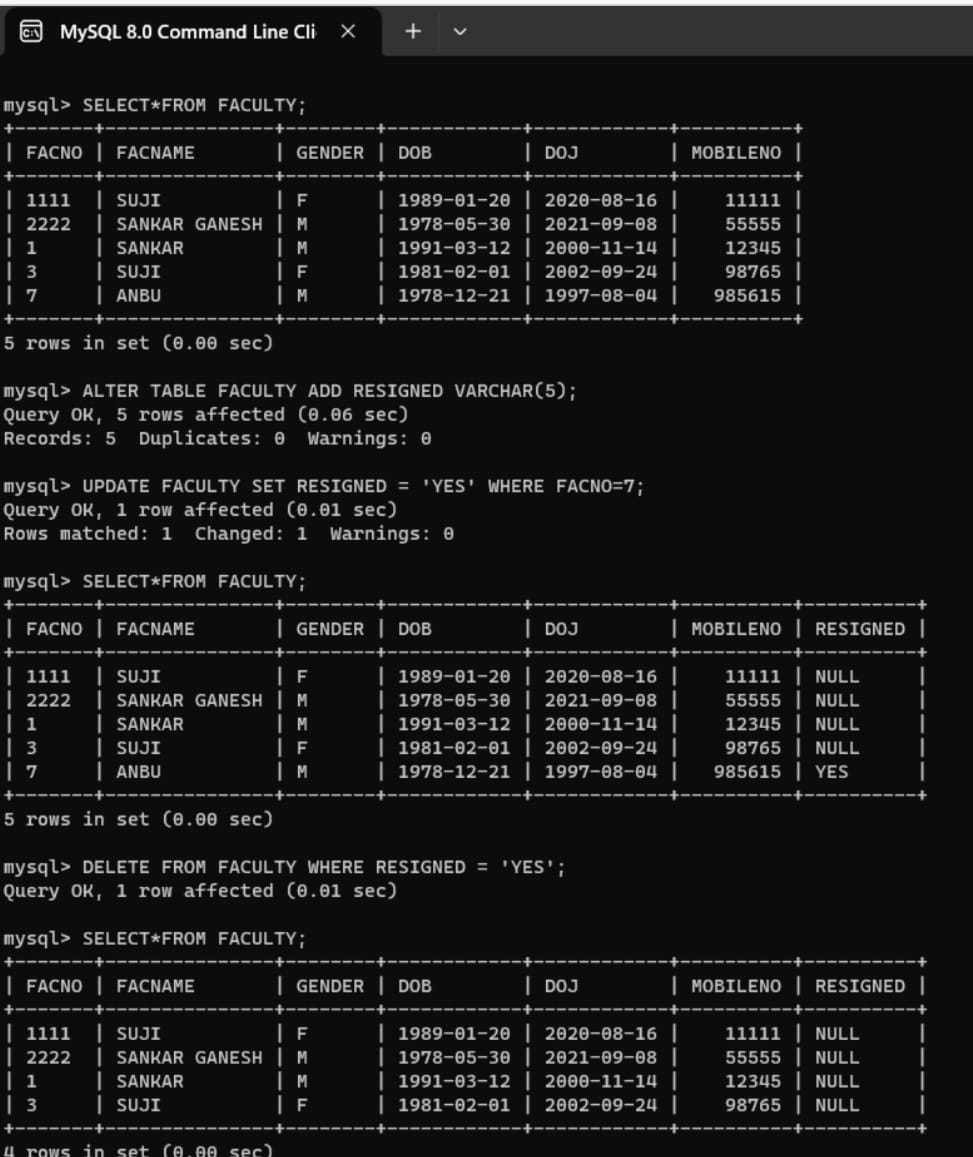 MySQL 8.0 Command Line Cli
mysql> SELECT*FROM FACULTY;
+-------+---------------+--------+------------+------------+----------+
| FACNO | FACNAME       | GENDER | DOB        | DOJ        | MOBILENO |
+-------+---------------+--------+------------+------------+----------+
| 1111  | SUJI          | F      | 1989-01-20 | 2020-08-16 |    11111 |
| 2222  | SANKAR GANESH | M      | 1978-05-30 | 2021-09-08 |    55555 |
| 1     | SANKAR        | M      | 1991-03-12 | 2000-11-14 |    12345 |
| 3     | SUJI          | F      | 1981-02-01 | 2002-09-24 |    98765 |
| 7     | ANBU          | M      | 1978-12-21 | 1997-08-04 |   985615 |
+-------+---------------+--------+------------+------------+----------+
5 rows in set (0.00 sec)
mysql> ALTER TABLE FACULTY ADD RESIGNED VARCHAR(5);
Query OK, 5 rows affected (0.06 sec)
Records: 5  Duplicates: 0  Warnings: 0
mysql> UPDATE FACULTY SET RESIGNED = 'YES' WHERE FACNO=7;
Query OK, 1 row affected (0.01 sec)
Rows matched: 1  Changed: 1  Warnings: 0
mysql> SELECT*FROM FACULTY;
+-------+---------------+--------+------------+------------+----------+----------+
| FACNO | FACNAME       | GENDER | DOB        | DOJ        | MOBILENO | RESIGNED |
+-------+---------------+--------+------------+------------+----------+----------+
| 1111  | SUJI          | F      | 1989-01-20 | 2020-08-16 |    11111 | NULL     |
| 2222  | SANKAR GANESH | M      | 1978-05-30 | 2021-09-08 |    55555 | NULL     |
| 1     | SANKAR        | M      | 1991-03-12 | 2000-11-14 |    12345 | NULL     |
| 3     | SUJI          | F      | 1981-02-01 | 2002-09-24 |    98765 | NULL     |
| 7     | ANBU          | M      | 1978-12-21 | 1997-08-04 |   985615 | YES      |
+-------+---------------+--------+------------+------------+----------+----------+
5 rows in set (0.00 sec)
mysql> DELETE FROM FACULTY WHERE RESIGNED = 'YES';
Query OK, 1 row affected (0.01 sec)
mysql> SELECT*FROM FACULTY;
+-------+---------------+--------+------------+------------+----------+----------+
| FACNO | FACNAME       | GENDER | DOB        | DOJ        | MOBILENO | RESIGNED |
+-------+---------------+--------+------------+------------+----------+----------+
| 1111  | SUJI          | F      | 1989-01-20 | 2020-08-16 |    11111 | NULL     |
| 2222  | SANKAR GANESH | M      | 1978-05-30 | 2021-09-08 |    55555 | NULL     |
| 1     | SANKAR        | M      | 1991-03-12 | 2000-11-14 |    12345 | NULL     |
| 3     | SUJI          | F      | 1981-02-01 | 2002-09-24 |    98765 | NULL     |
+-------+---------------+--------+------------+------------+----------+----------+
4 rows in set (0.00 sec)